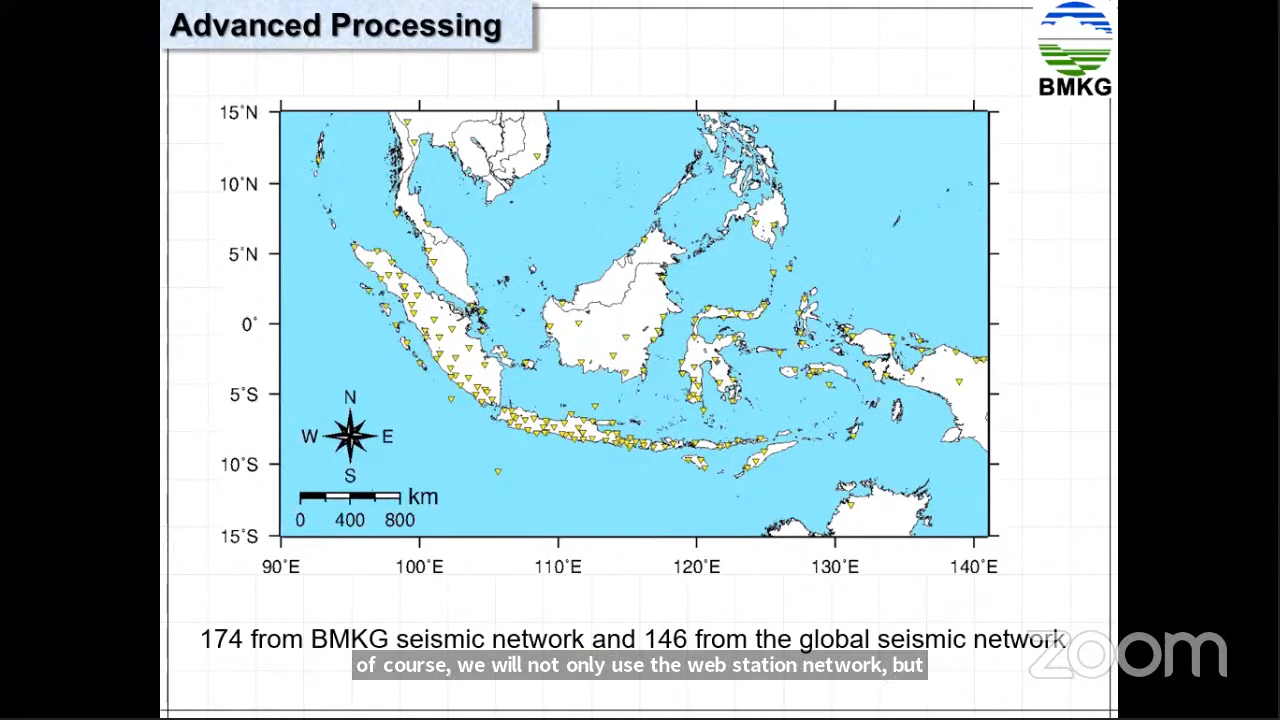 Advanced Processing
BMKG
15°N
10°N
5°N
0°
5°S
10°S
15°S
N
W
E
S
km
0 400 800
90°E 100°E 110°E 120°E 130°E 140°E
174 from BMKG seismic network and 146 from the global seismic network
of course, we will not only use the web station network, but
zoom